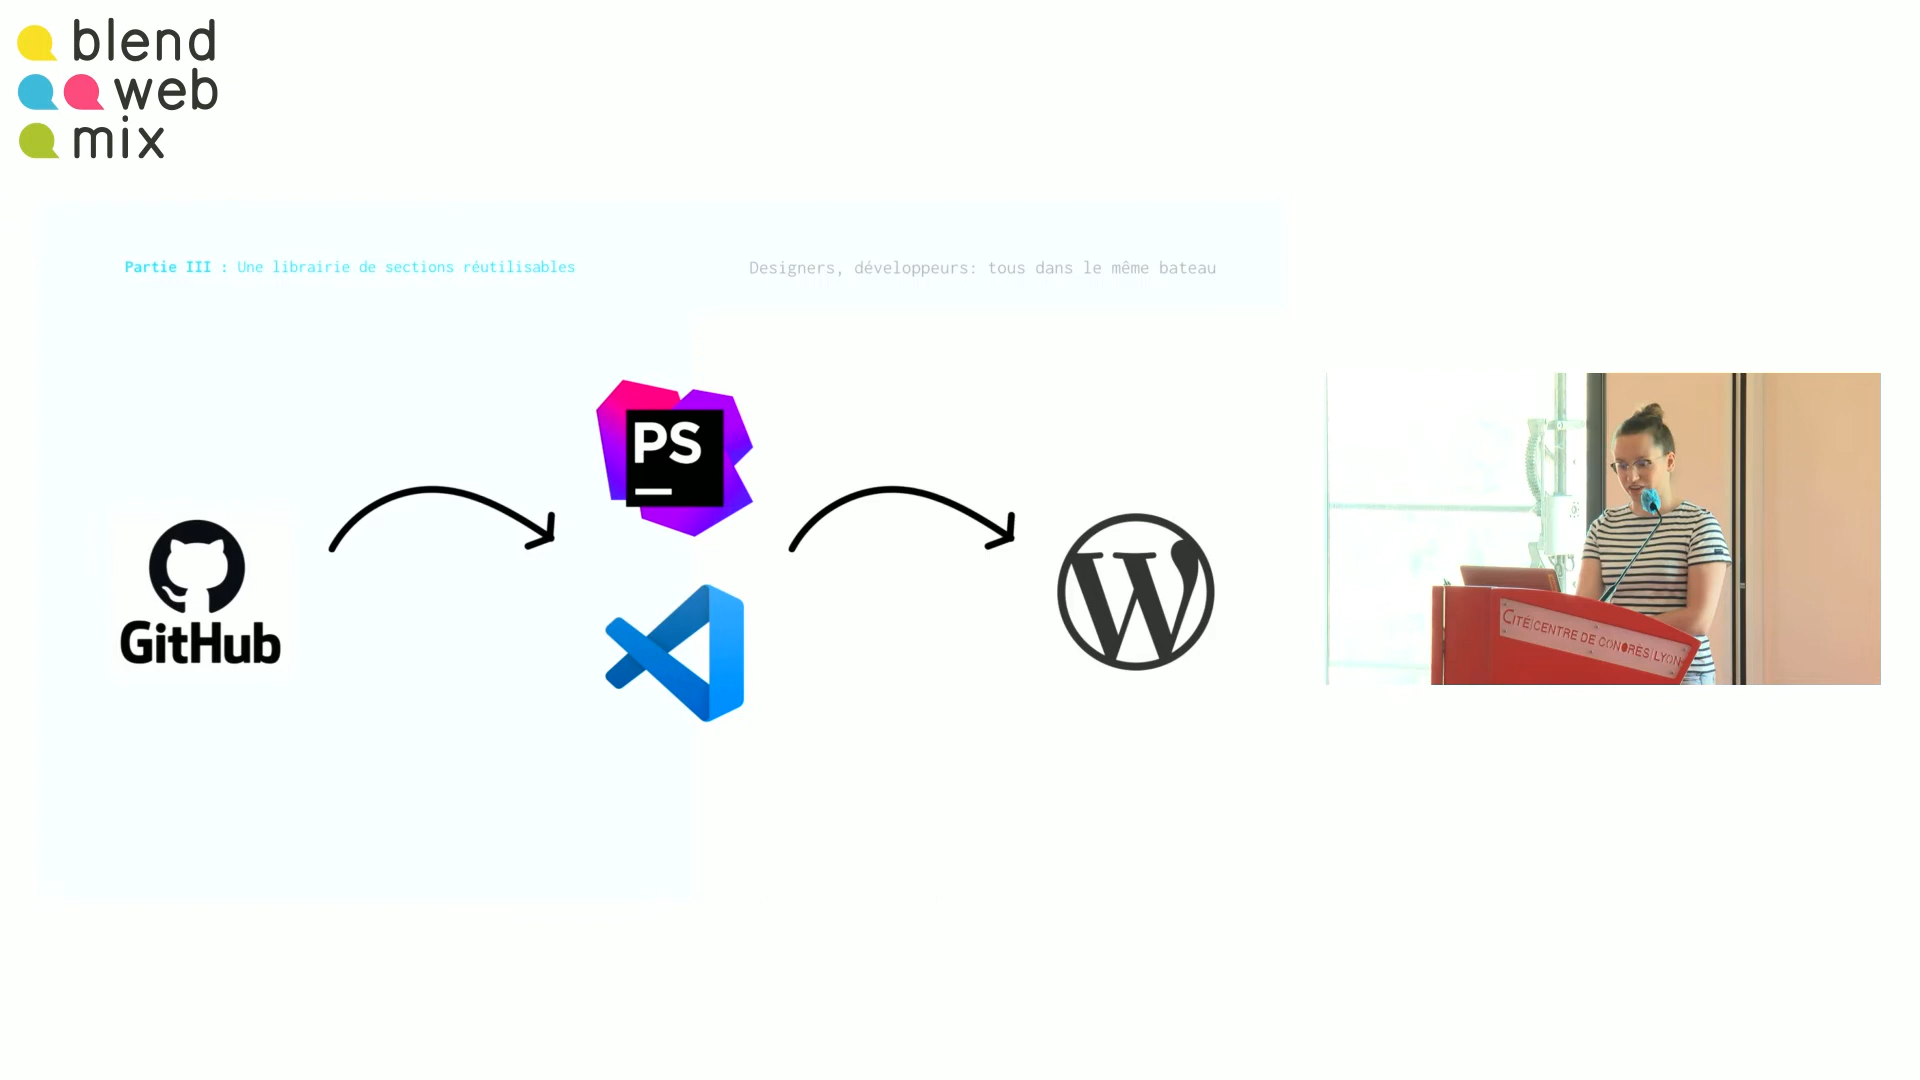 blend
web
mix
Partie III : Une librairie de sections réutilisables
Designers, développeurs: tous dans le même bateau
PS
GitHub
W
CITÉ|CENTRE DE CONGRÈS|LYON